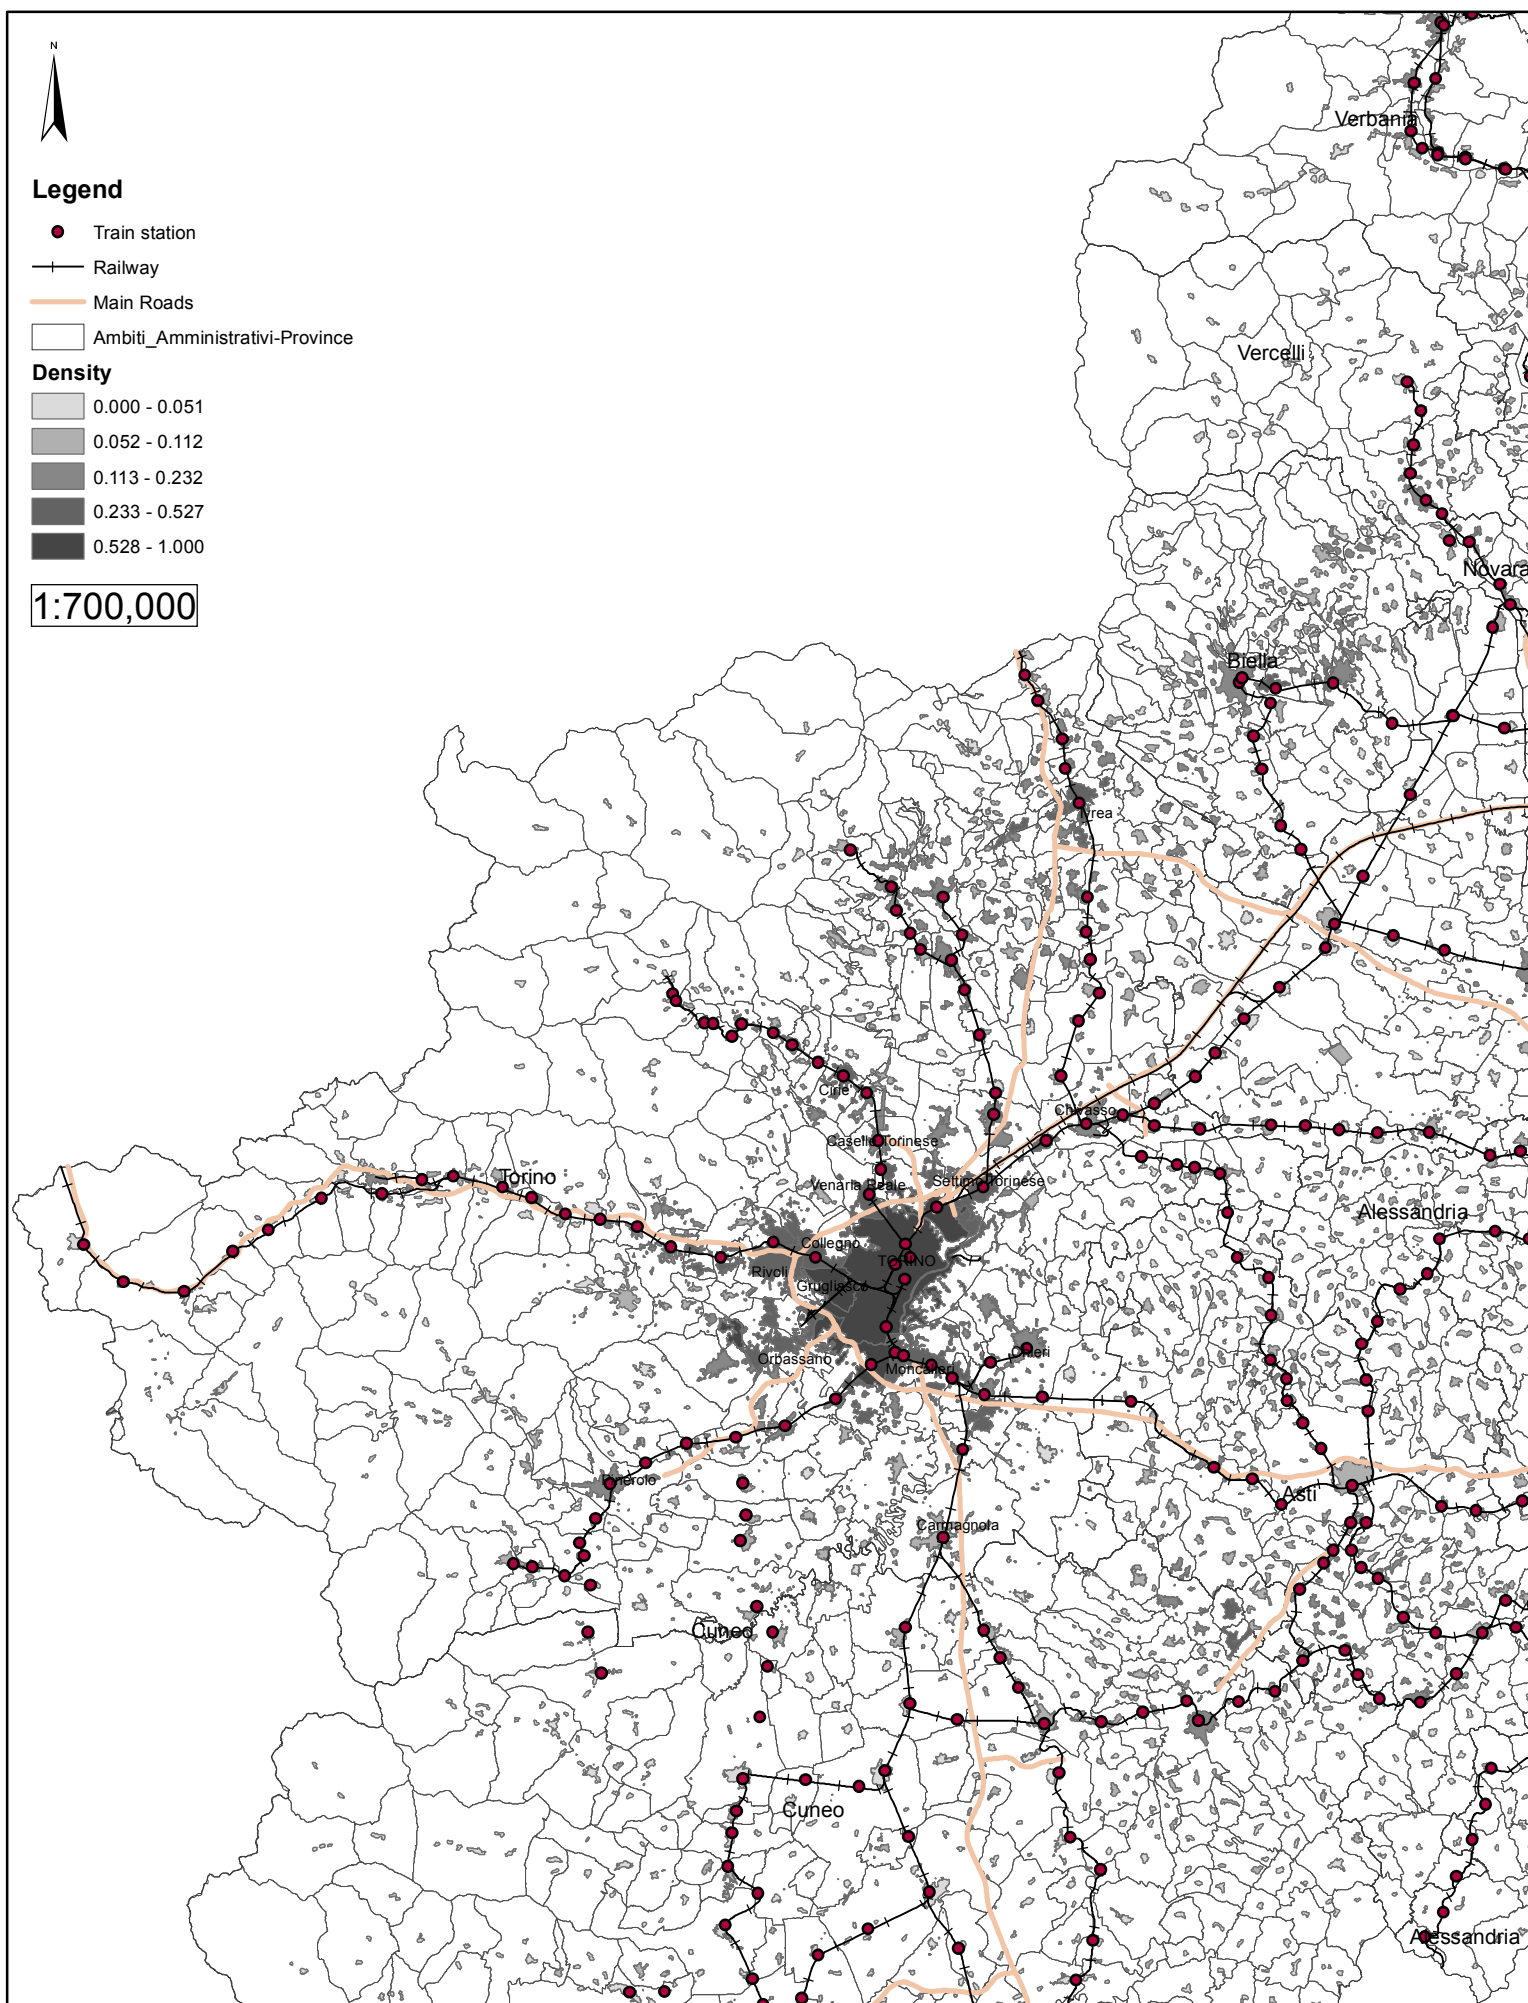 N
Legend
Train station
Railway
Main Roads
Ambiti_Amministrativi-Province
Density
0.000 - 0.051
0.052 - 0.112
0.113 - 0.232
0.233 - 0.527
0.528 - 1.000
1:700,000
Verbania
Vercelli
Novara
Biella
Ivrea
Cirie
Chivasso
Caselle Torinese
Torino
Venaria Reale
Settimo Torinese
Alessandria
Collegno
TORINO
Rivoli
Grugliasco
Chieri
Orbassano
Moncalieri
Pinerolo
Asti
Carmagnola
Cuneo
Cuneo
Alessandria